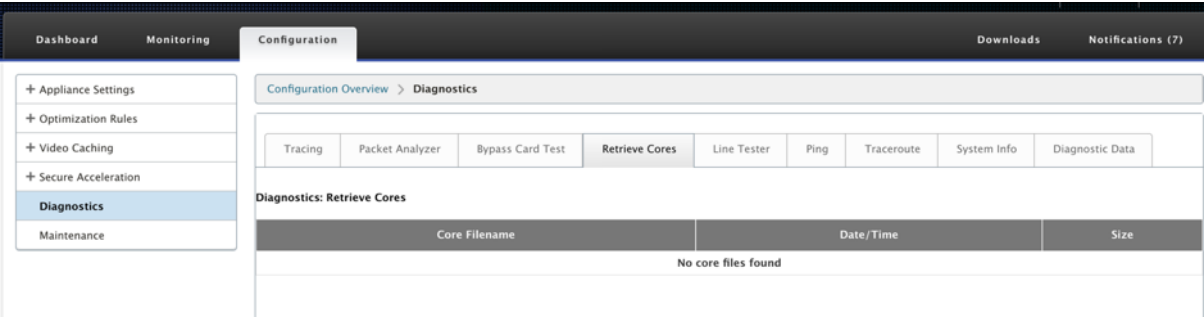 Dashboard Monitoring Configuration Downloads Notifications (7)
+ Appliance Settings
+ Optimization Rules
+ Video Caching
+ Secure Acceleration
Diagnostics
Maintenance
Configuration Overview > Diagnostics
Tracing Packet Analyzer Bypass Card Test Retrieve Cores Line Tester Ping Traceroute System Info Diagnostic Data
Diagnostics: Retrieve Cores
Core Filename Date/Time Size
No core files found